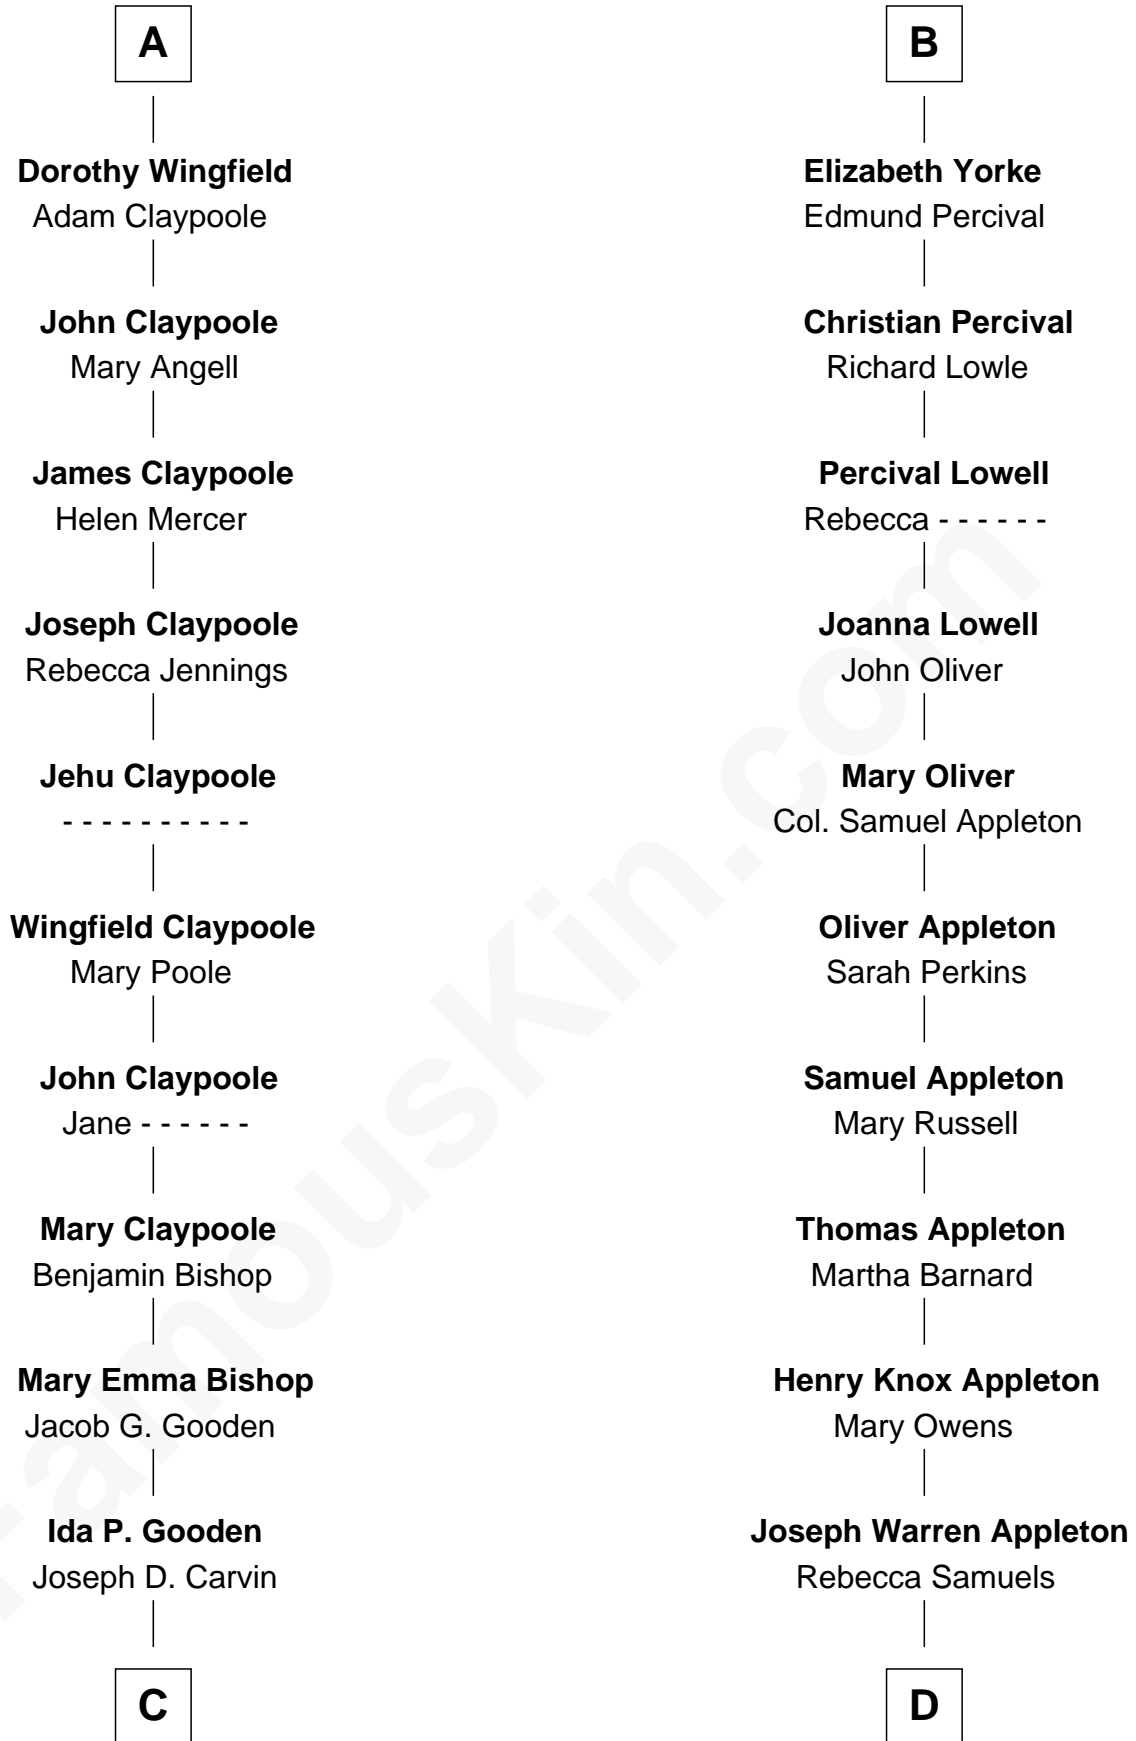 A
Dorothy Wingfield
Adam Claypoole
John Claypoole
Mary Angell
James Claypoole
Helen Mercer
Joseph Claypoole
Rebecca Jennings
Jehu Claypoole
- - - - - - - - - -
Wingfield Claypoole
Mary Poole
John Claypoole
Jane - - - - - -
Mary Claypoole
Benjamin Bishop
Mary Emma Bishop
Jacob G. Gooden
Ida P. Gooden
Joseph D. Carvin
C
B
Elizabeth Yorke
Edmund Percival
Christian Percival
Richard Lowle
Percival Lowell
Rebecca - - - - - -
Joanna Lowell
John Oliver
Mary Oliver
Col. Samuel Appleton
Oliver Appleton
Sarah Perkins
Samuel Appleton
Mary Russell
Thomas Appleton
Martha Barnard
Henry Knox Appleton
Mary Owens
Joseph Warren Appleton
Rebecca Samuels
D
FamousKin.com